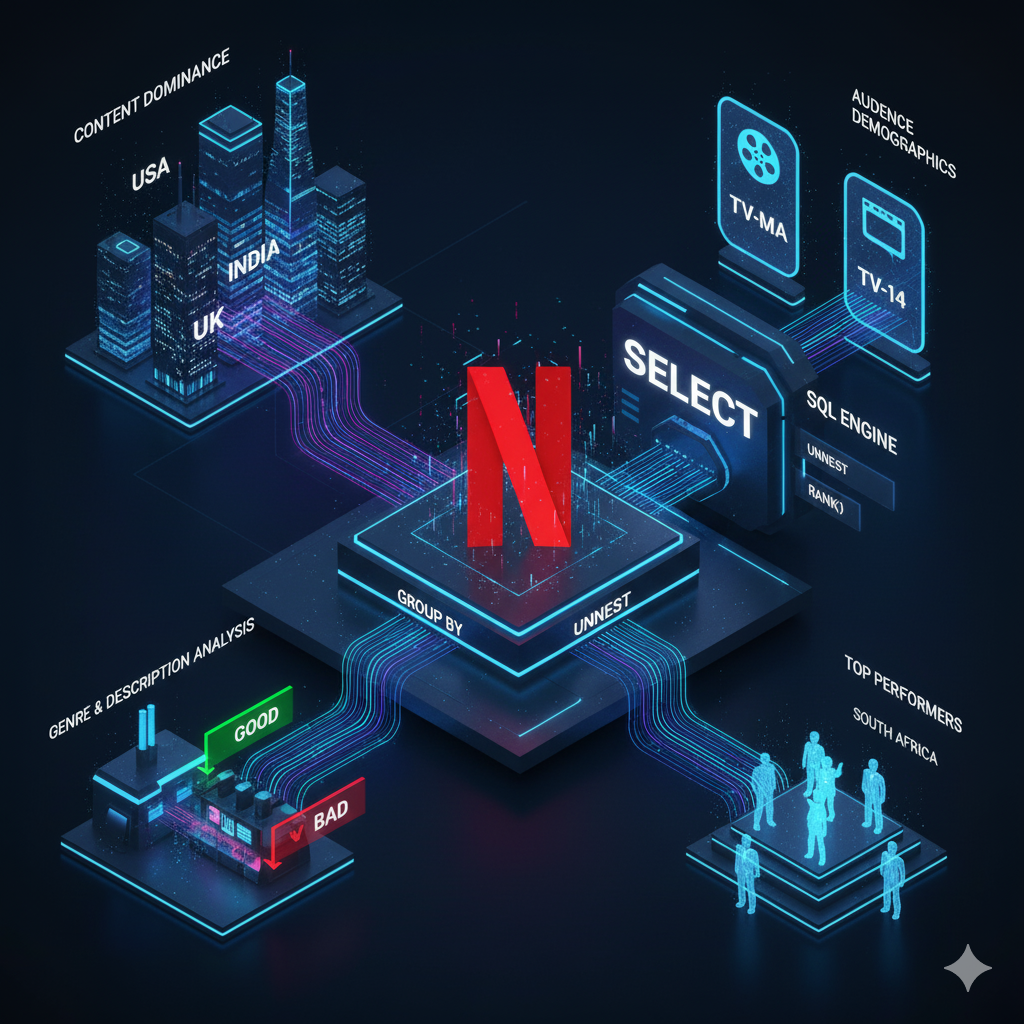 CONTENT DOMINANCE
USA
INDIA
UK
AUDENCE
DEMOGRAPHICS
TV-MA
TV-14
SELECT
SQL ENGINE
UNNEST
RANK()
N
GROUP BY
UNNEST
GENRE & DESCRIPTION ANALYSIS
GOOD
BAD
TOP PERFORMERS
SOUTH AFRICA